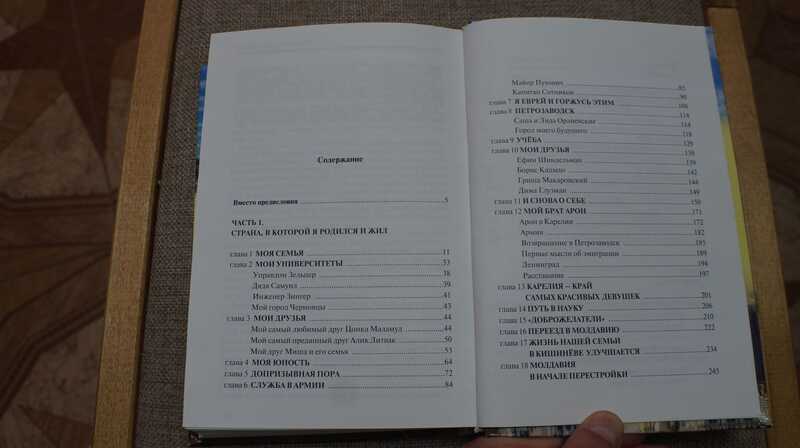 Содержание
Вместо предисловия 5
ЧАСТЬ 1.
СТРАНА, В КОТОРОЙ Я РОДИЛСЯ И ЖИЛ
глава 1 МОЯ СЕМЬЯ 11
глава 2 МОИ УНИВЕРСИТЕТЫ 33
Управдом Зельцер 38
Дядя Самуил 39
Инженер Зингер 41
Мой город Черновцы 43
глава 3 МОИ ДРУЗЬЯ 44
Мой самый любимый друг Цоник Маламуд 44
Мой самый преданный друг Алик Литвак 50
Мой друг Миша и его семья 53
глава 4 МОЯ ЮНОСТЬ 64
глава 5 ДОПРИЗЫВНАЯ ПОРА 72
глава 6 СЛУЖБА В АРМИИ 84
Майор Пукович 85
Капитан Сотников 90
глава 7 Я ЕВРЕЙ И ГОРЖУСЬ ЭТИМ 106
глава 8 ПЕТРОЗАВОДСК 114
Саша и Лида Ораневские 114
Город моего будущего 118
глава 9 УЧЁБА 129
глава 10 МОИ ДРУЗЬЯ 139
Ефим Шиндельман 139
Борис Кацман 142
Гриша Макаровский 144
Дима Глузман 149
глава 11 И СНОВА О СЕБЕ 150
глава 12 МОЙ БРАТ АРОН 171
Арон в Карелии 172
Армия 182
Возвращение в Петрозаводск 185
Первые мысли об эмиграции 189
Ленинград 194
Расставание 197
глава 13 КАРЕЛИЯ – КРАЙ
САМЫХ КРАСИВЫХ ДЕВУШЕК 201
глава 14 ПУТЬ В НАУКУ 206
глава 15 «ДОБРОЖЕЛАТЕЛИ» 210
глава 16 ПЕРЕЕЗД В МОЛДАВИЮ 222
глава 17 ЖИЗНЬ НАШЕЙ СЕМЬИ
В КИШИНЁВЕ УЛУЧШАЕТСЯ 234
глава 18 МОЛДАВИЯ
В НАЧАЛЕ ПЕРЕСТРОЙКИ 245